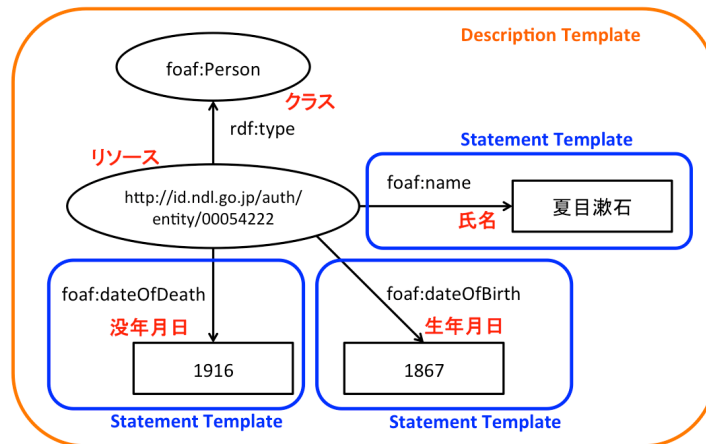 Description Template
foaf:Person
クラス
rdf:type
リソース
Statement Template
http://id.ndl.go.jp/auth/
entity/00054222
foaf:name
氏名
夏目漱石
foaf:dateOfDeath
没年月日
1916
Statement Template
foaf:dateOfBirth
生年月日
1867
Statement Template